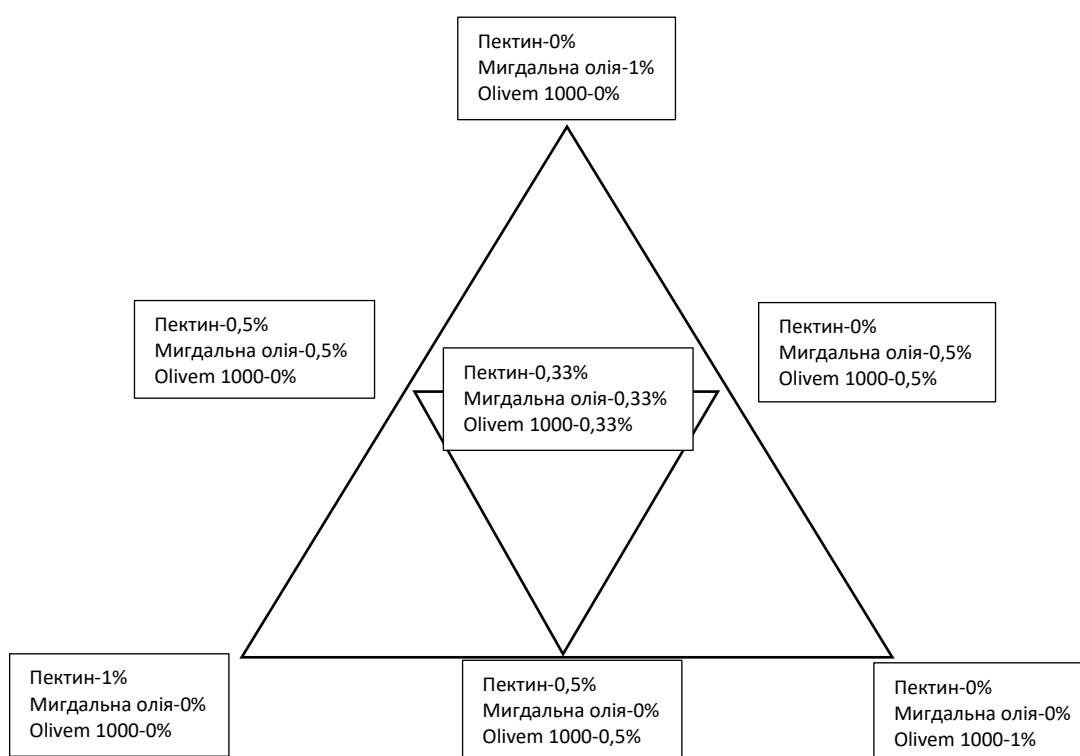 Пектин-0%
Мигдальна олія-1%
Olivem 1000-0%
Пектин-0,5%
Мигдальна олія-0,5%
Olivem 1000-0%
Пектин-0%
Мигдальна олія-0,5%
Olivem 1000-0,5%
Пектин-0,33%
Мигдальна олія-0,33%
Olivem 1000-0,33%
Пектин-1%
Мигдальна олія-0%
Olivem 1000-0%
Пектин-0,5%
Мигдальна олія-0%
Olivem 1000-0,5%
Пектин-0%
Мигдальна олія-0%
Olivem 1000-1%